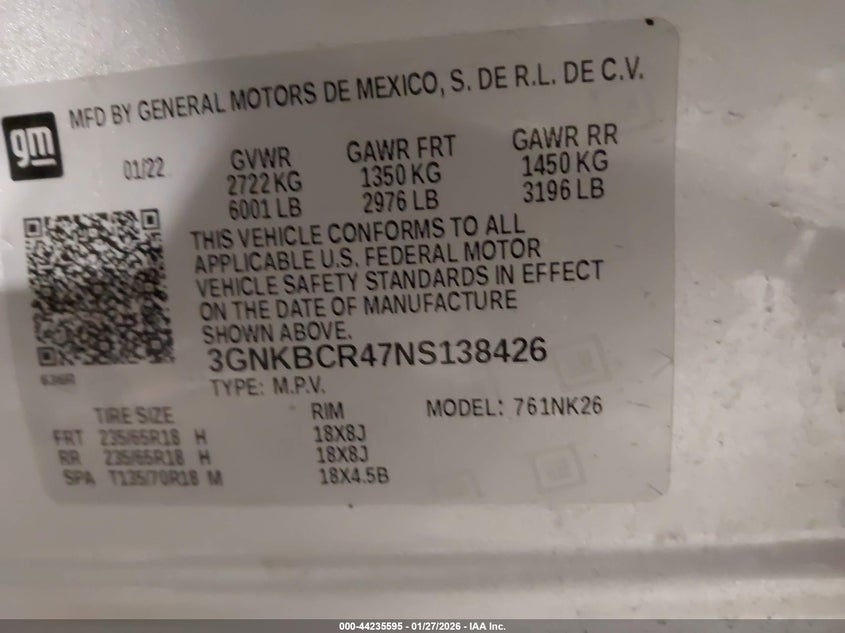 MFD BY GENERAL MOTORS DE MEXICO, S. DE R.L. DE C.V.
gm
01/22 GVWR GAWR FRT GAWR RR
2722 KG 1350 KG 1450 KG
6001 LB 2976 LB 3196 LB
THIS VEHICLE CONFORMS TO ALL
APPLICABLE U.S. FEDERAL MOTOR
VEHICLE SAFETY STANDARDS IN EFFECT
ON THE DATE OF MANUFACTURE
SHOWN ABOVE.
3GNKBCR47NS138426
636R
TYPE: M.P.V.
TIRE SIZE RIM MODEL: 761NK26
FRT 235/65R18 H 18X8J
RR 235/65R18 H 18X8J
SPA T135/70R18 M 18X4.5B
000-44235595 - 01/27/2026 - IAA Inc.